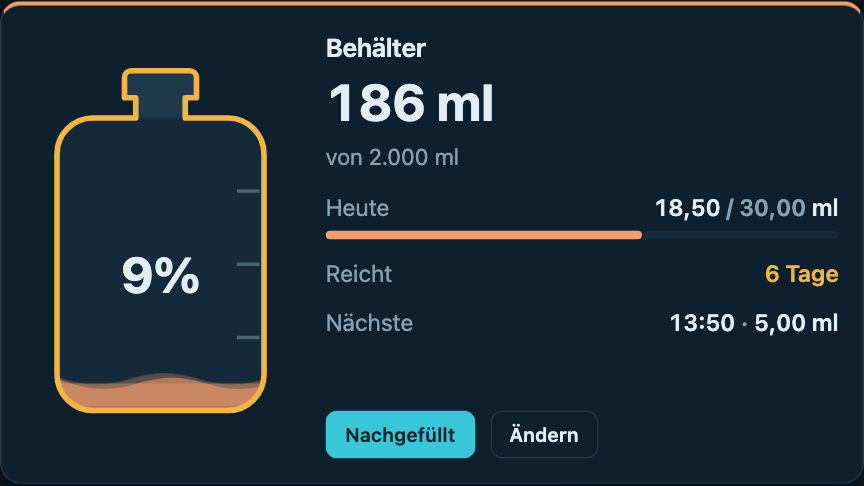 Behälter
186 ml
von 2.000 ml
Heute 18,50 / 30,00 ml
9%
Reicht 6 Tage
Nächste 13:50 · 5,00 ml
Nachgefüllt Ändern